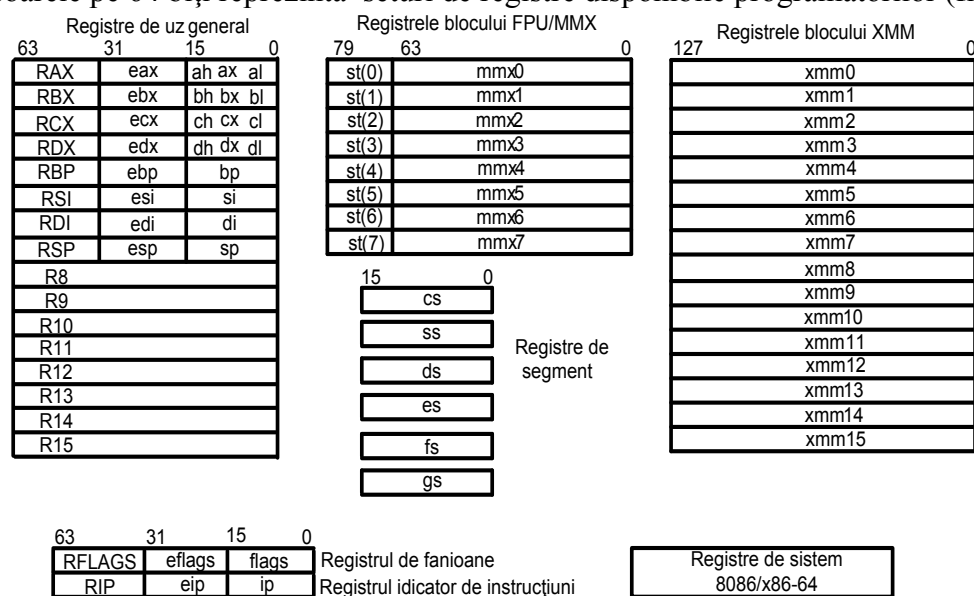 Registre de uz general
63 31 15 0
RAX eax ah ax al
RBX ebx bh bx bl
RCX ecx ch cx cl
RDX edx dh dx dl
RBP ebp bp
RSI esi si
RDI edi di
RSP esp sp
R8
R9
R10
R11
R12
R13
R14
R15
Registrele blocului FPU/MMX
79 63 0
st(0) mmx0
st(1) mmx1
st(2) mmx2
st(3) mmx3
st(4) mmx4
st(5) mmx5
st(6) mmx6
st(7) mmx7
15 0
cs
ss
ds
es
fs
gs
Registre de
segment
Registrele blocului XMM
127 0
xmm0
xmm1
xmm2
xmm3
xmm4
xmm5
xmm6
xmm7
xmm8
xmm9
xmm10
xmm11
xmm12
xmm13
xmm14
xmm15
63 31 15 0
RFLAGS eflags flags Registrul de fanioane
RIP eip ip Registrul idicator de instrucţiuni
Registre de sistem
8086/x86-64